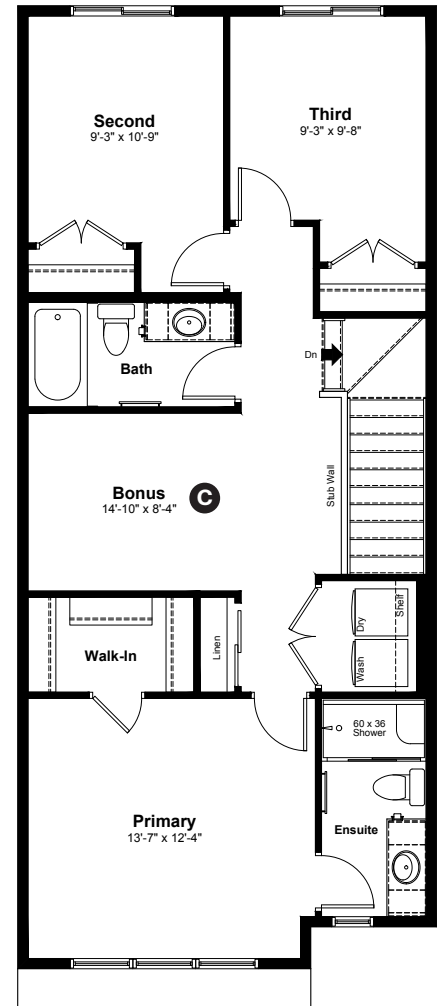 Second
9'-3" x 10'-9"
Third
9'-3" x 9'-8"
Bath
Dn
Bonus
14'-10" x 8'-4"
C
Stub Wall
Walk-In
Linen
Dry
Shelf
Wash
60 x 36
Shower
Primary
13'-7" x 12'-4"
Ensuite